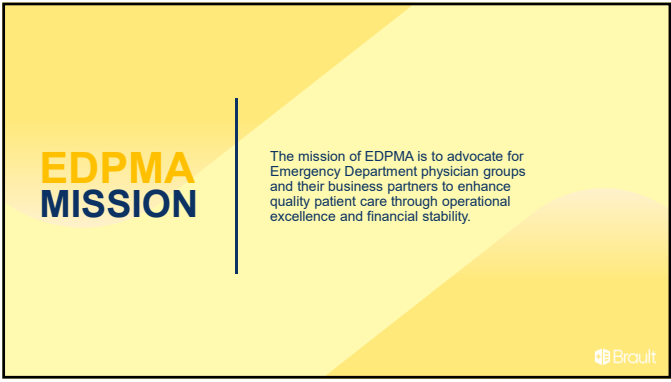 EDPMA
MISSION
The mission of EDPMA is to advocate for
Emergency Department physician groups
and their business partners to enhance
quality patient care through operational
excellence and financial stability.
Brault